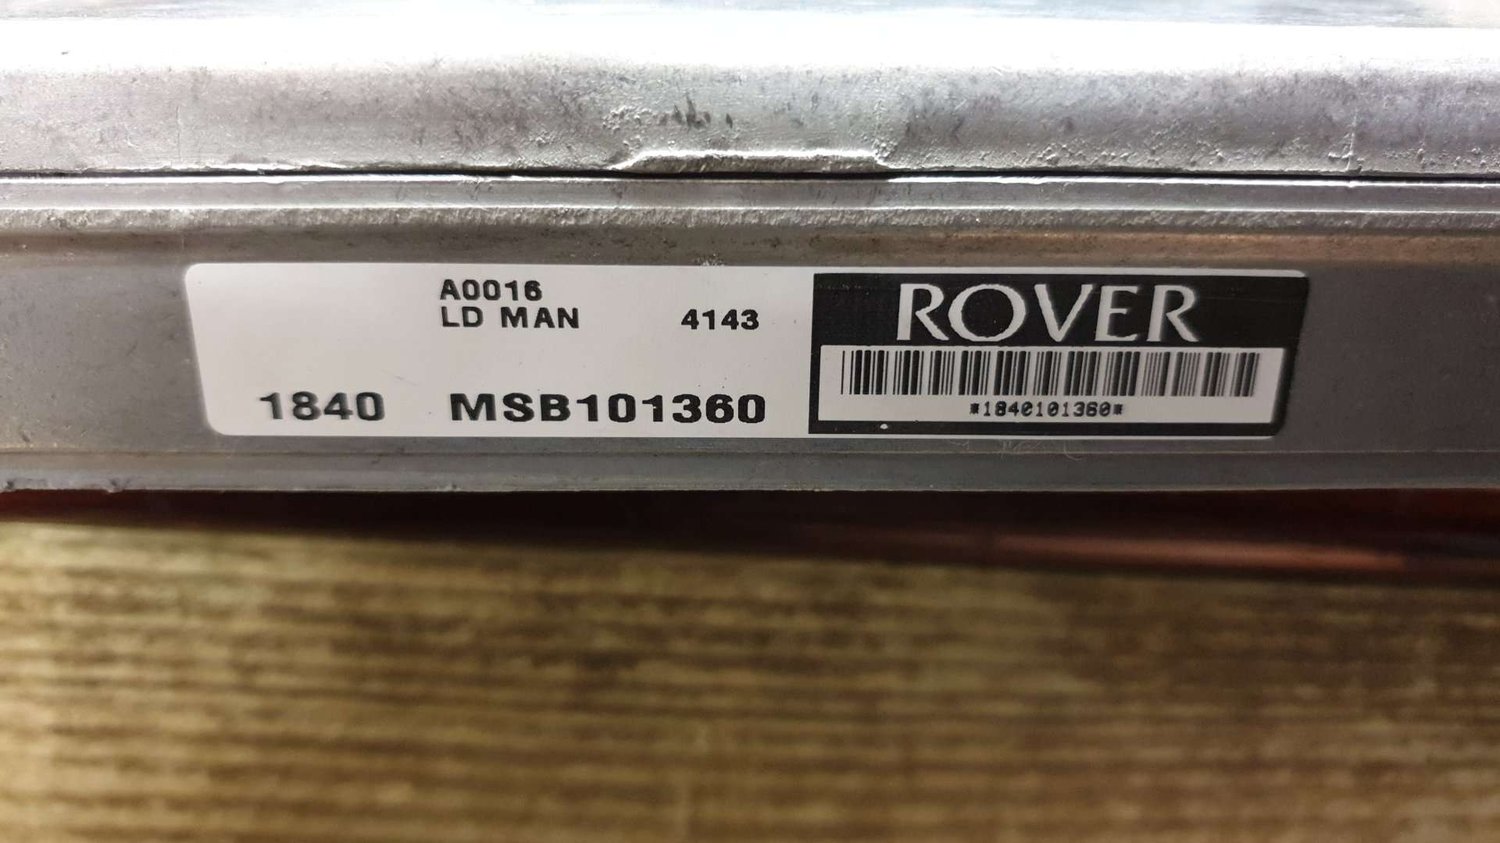 A0016
LD MAN 4143
1840 MSB101360
ROVER
*1840101360*